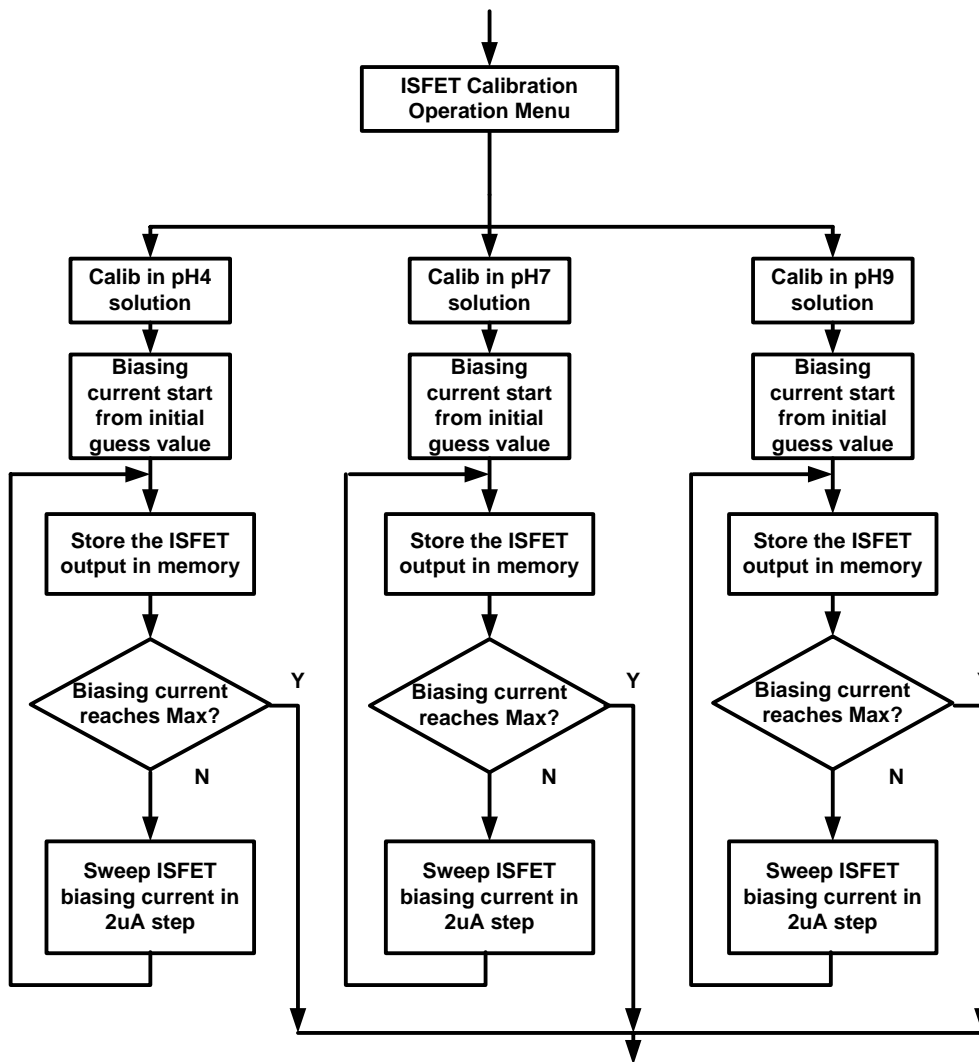 ISFET Calibration
Operation Menu
Calib in pH4
solution
Calib in pH7
solution
Calib in pH9
solution
Biasing
current start
from initial
guess value
Biasing
current start
from initial
guess value
Biasing
current start
from initial
guess value
Store the ISFET
output in memory
Store the ISFET
output in memory
Store the ISFET
output in memory
Biasing current
reaches Max?
Y
N
Biasing current
reaches Max?
Y
N
Biasing current
reaches Max?
Y
N
Sweep ISFET
biasing current in
2uA step
Sweep ISFET
biasing current in
2uA step
Sweep ISFET
biasing current in
2uA step